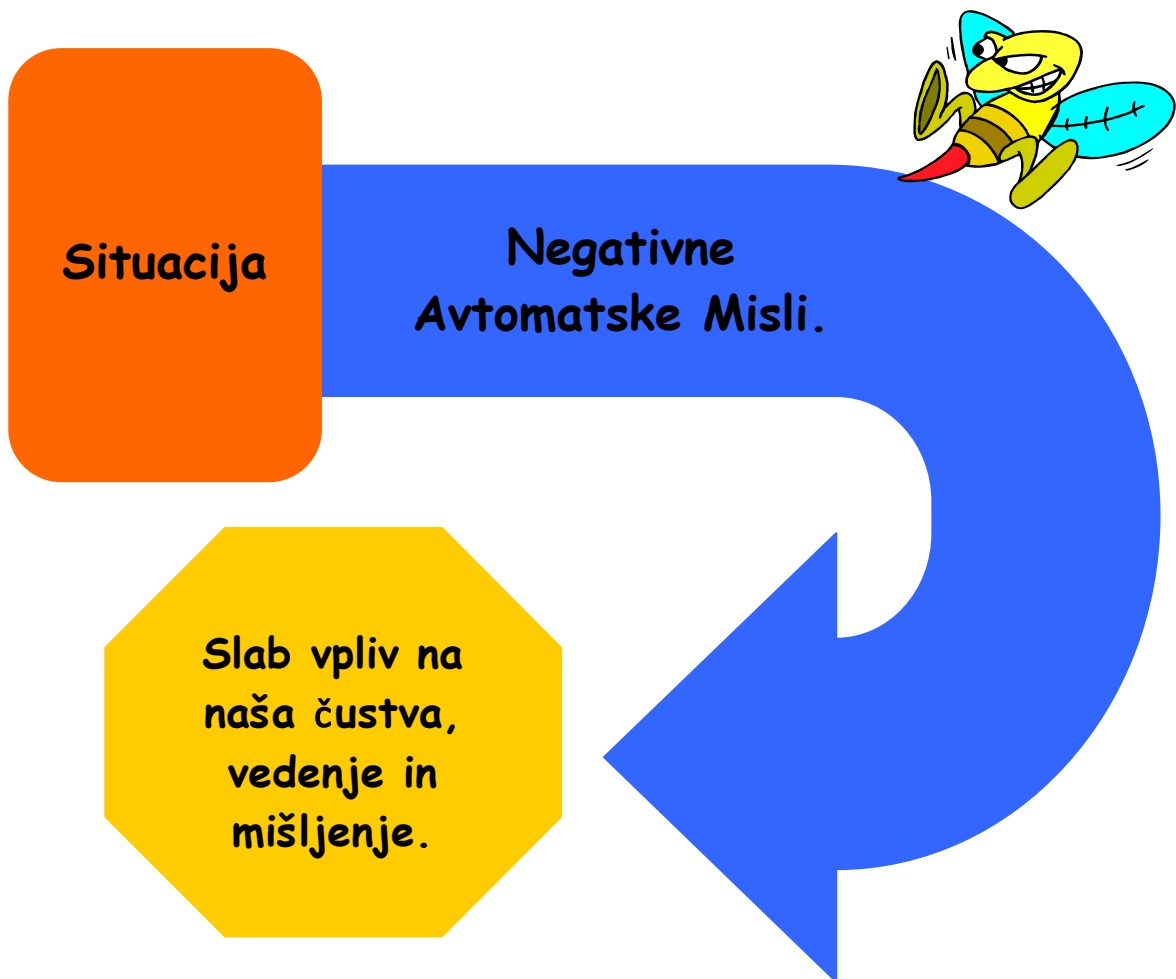 Situacija
Negativne
Avtomatske Misli.
Slab vpliv na
naša čustva,
vedenje in
mišljenje.